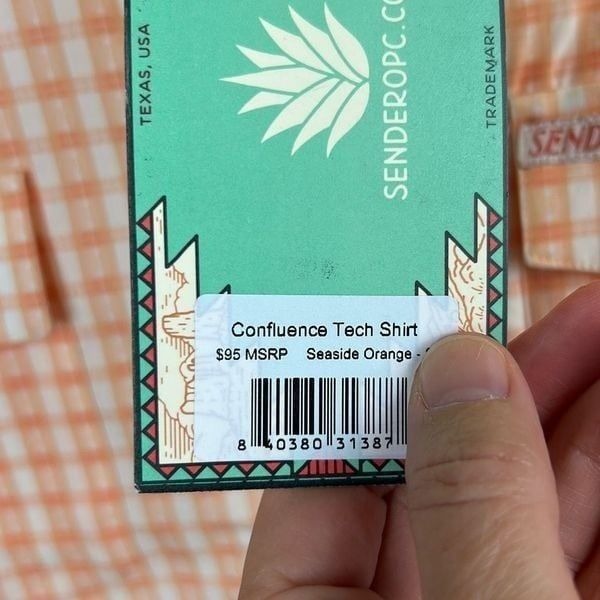 TEXAS, USA
SENDEROPC.CO
TRADEMARK
SEND
Confluence Tech Shirt
$95 MSRP Seaside Orange -
8 40380 31387